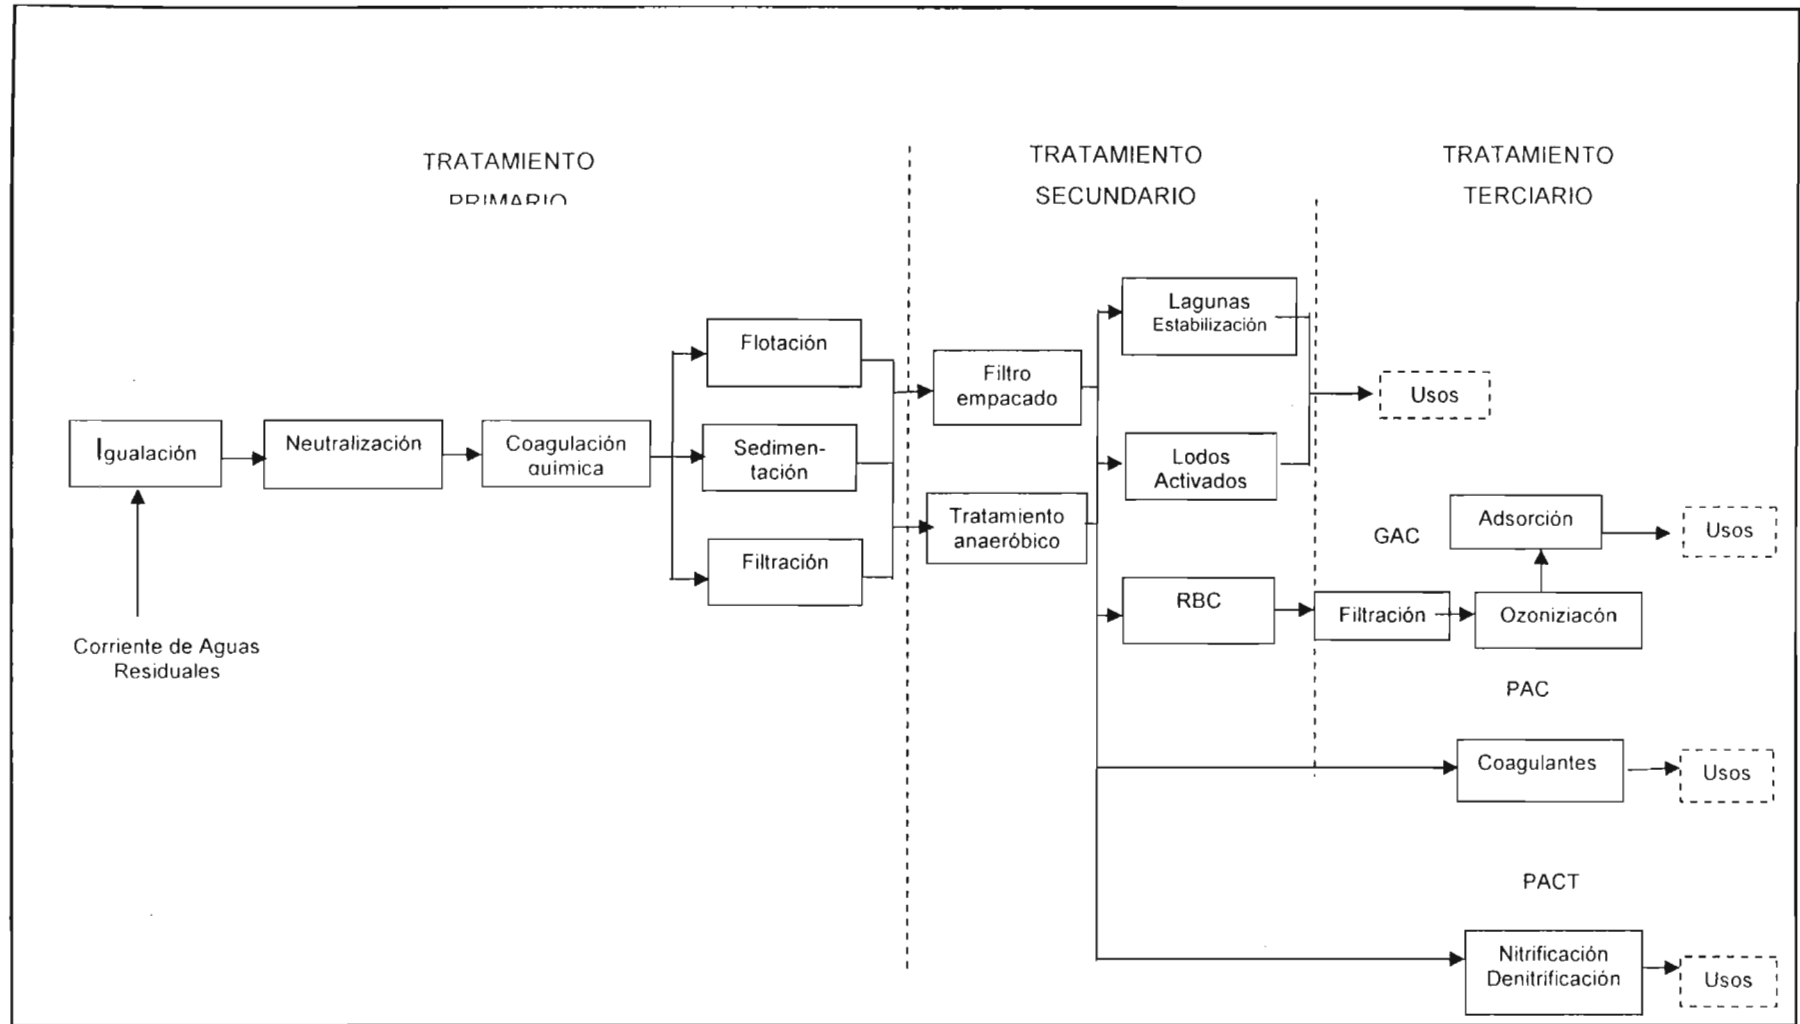 TRATAMIENTO
PRIMARIO
TRATAMIENTO
SECUNDARIO
TRATAMIENTO
TERCIARIO
Igualación
Neutralización
Coagulación
química
Flotación
Sedimen-
tación
Filtración
Corriente de Aguas
Residuales
Filtro
empacado
Tratamiento
anaeróbico
Lagunas
Estabilización
Lodos
Activados
RBC
Usos
GAC
Adsorción
Usos
Filtración
Ozoniziacón
PAC
Coagulantes
Usos
PACT
Nitrificación
Denitrificación
Usos